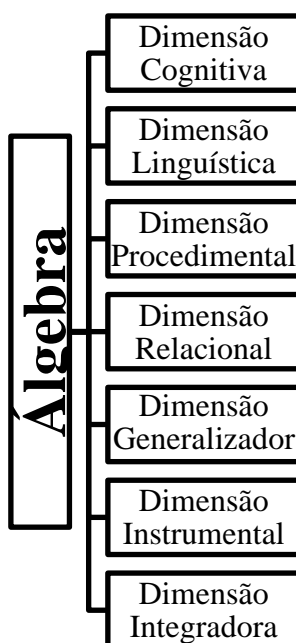 Álgebra
Dimensão
Cognitiva
Dimensão
Linguística
Dimensão
Procedimental
Dimensão
Relacional
Dimensão
Generalizador
Dimensão
Instrumental
Dimensão
Integradora